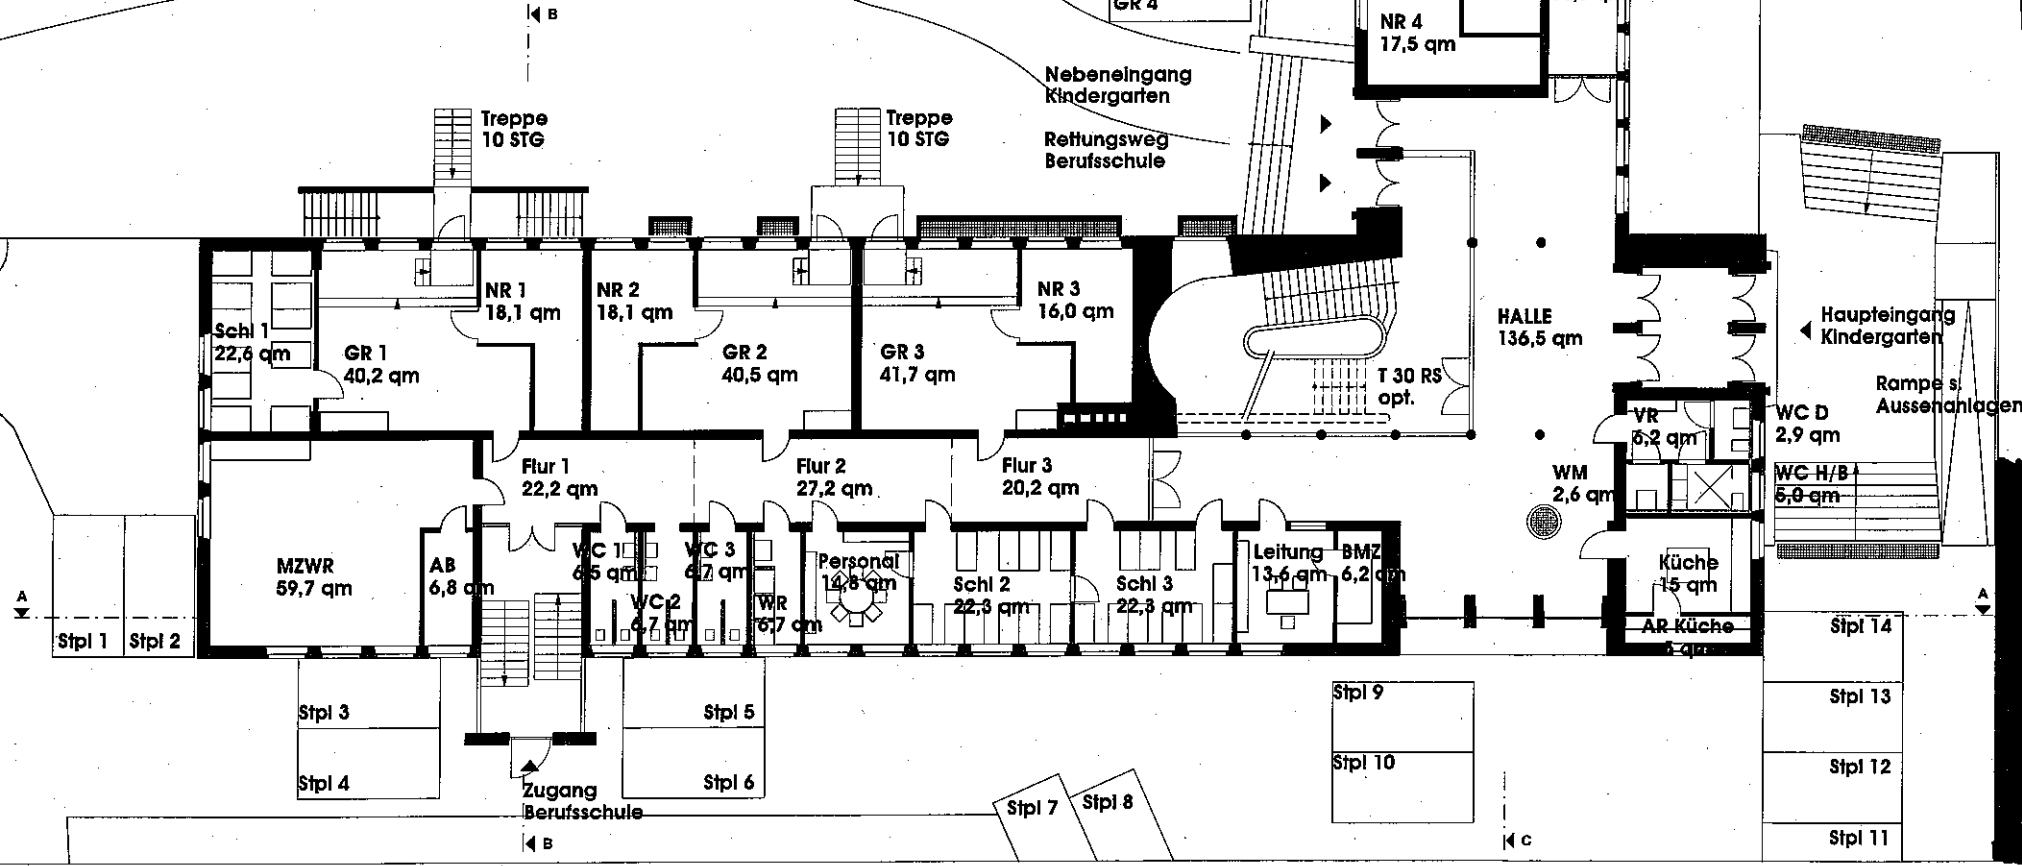 B
GR 4
NR 4
17,5 qm
Nebeneingang
Kindergarten
Rettungsweg
Berufsschule
Treppe
10 STG
Treppe
10 STG
NR 1
18,1 qm
NR 2
18,1 qm
NR 3
16,0 qm
Schl 1
22,6 qm
GR 1
40,2 qm
GR 2
40,5 qm
GR 3
41,7 qm
HALLE
136,5 qm
T 30 RS
opt.
Haupteingang
Kindergarten
Rampe s.
Aussenanlagen
VR
6,2 qm
WC D
2,9 qm
WM
2,6 qm
WC H/B
5,0 qm
Flur 1
22,2 qm
Flur 2
27,2 qm
Flur 3
20,2 qm
MZWR
59,7 qm
AB
6,8 qm
WC 1
6,5 qm
WC 2
6,7 qm
WC 3
6,7 qm
WR
6,7 qm
Personal
14,8 qm
Schl 2
22,3 qm
Schl 3
22,3 qm
Leitung
13,6 qm
BMZ
6,2 qm
Küche
15 qm
AR Küche
5 qm
A
A
Stpl 1
Stpl 2
Stpl 3
Stpl 4
Stpl 5
Stpl 6
Stpl 7
Stpl 8
Stpl 9
Stpl 10
Stpl 14
Stpl 13
Stpl 12
Stpl 11
Zugang
Berufsschule
B
C